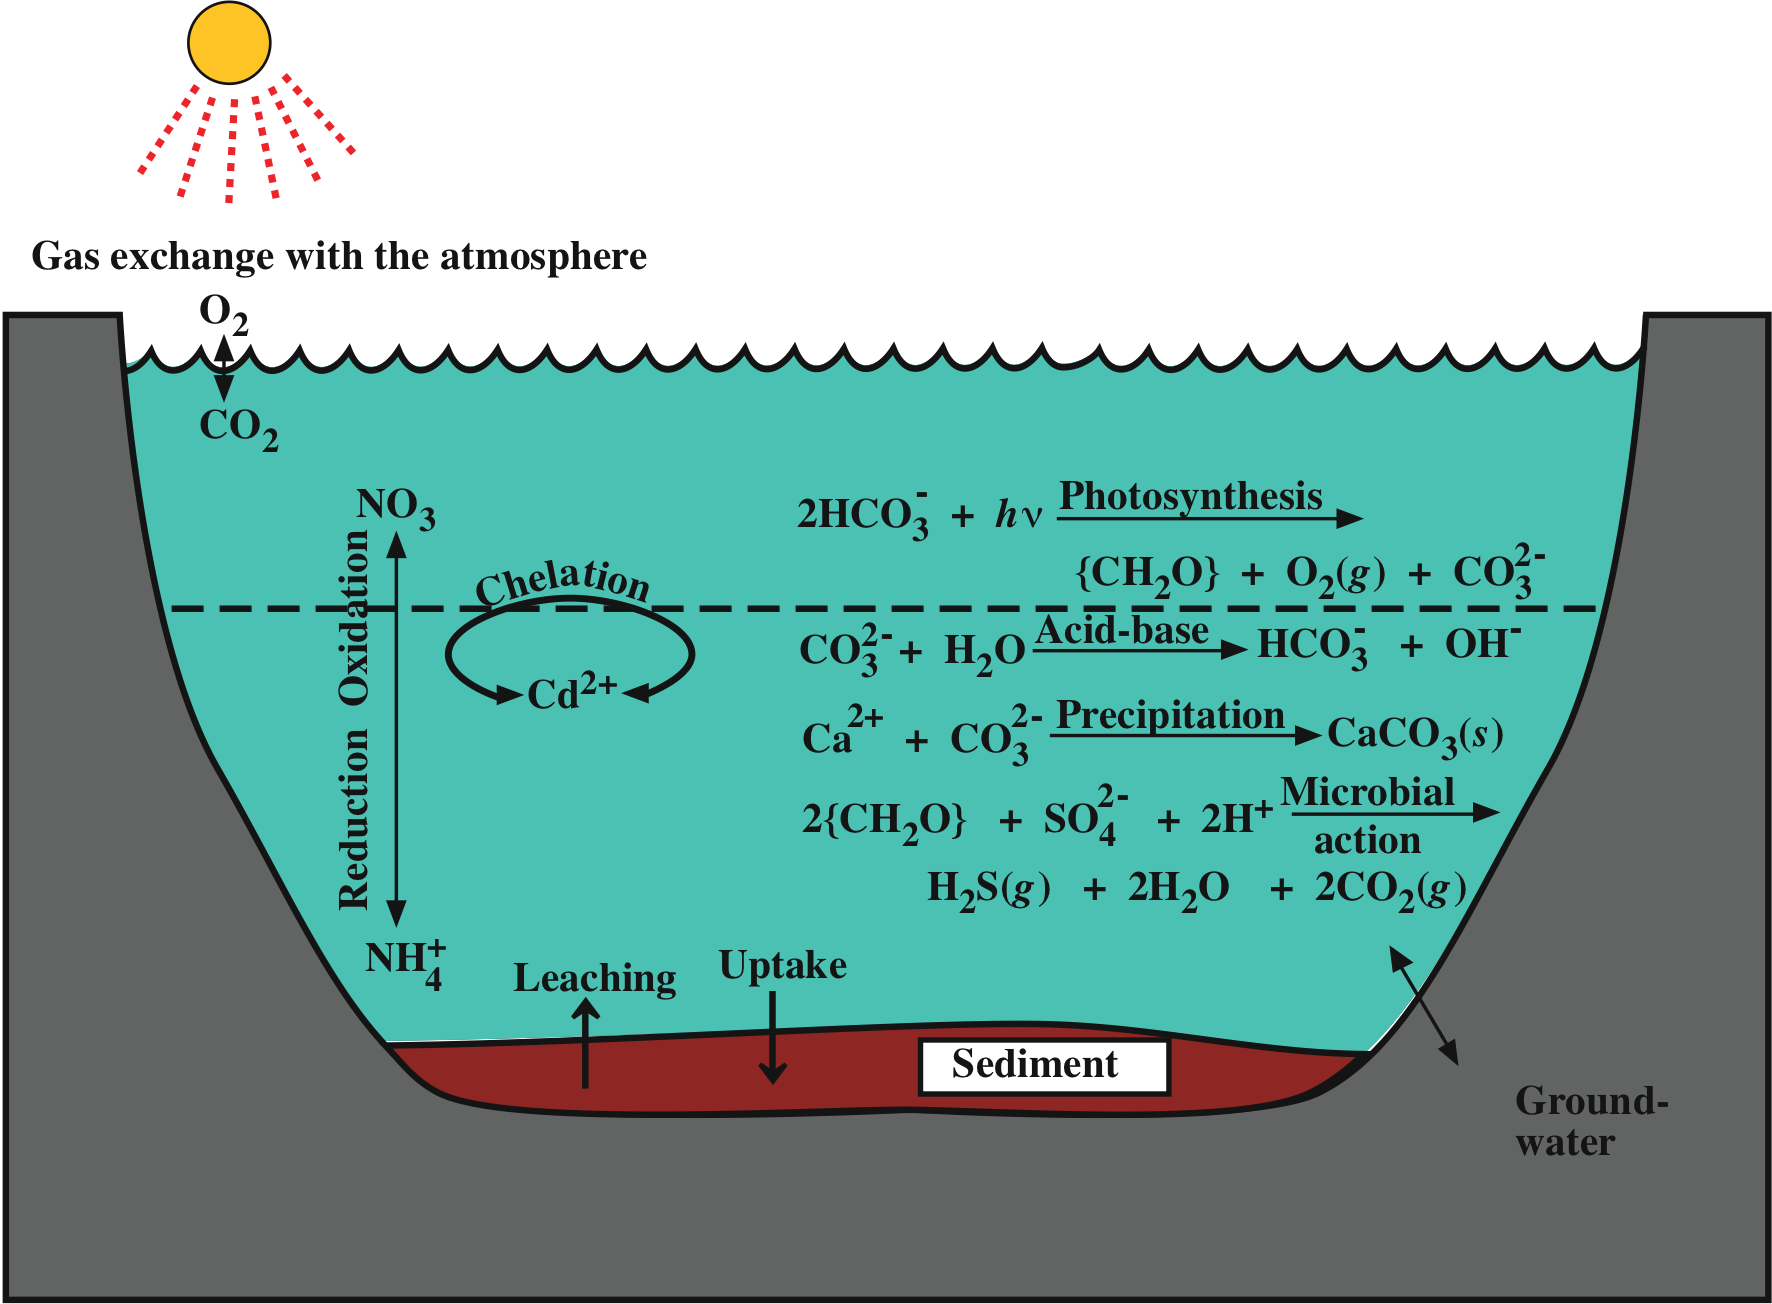 Gas exchange with the atmosphere
O₂
CO₂
NO₃
Oxidation
Reduction
NH₄⁺
Chelation
Cd²⁺
2HCO₃⁻ + hν Photosynthesis
{CH₂O} + O₂(g) + CO₃²⁻
CO₃²⁻ + H₂O Acid-base HCO₃⁻ + OH⁻
Ca²⁺ + CO₃²⁻ Precipitation CaCO₃(s)
2{CH₂O} + SO₄²⁻ + 2H⁺ Microbial
action
H₂S(g) + 2H₂O + 2CO₂(g)
Leaching
Uptake
Sediment
Ground-
water